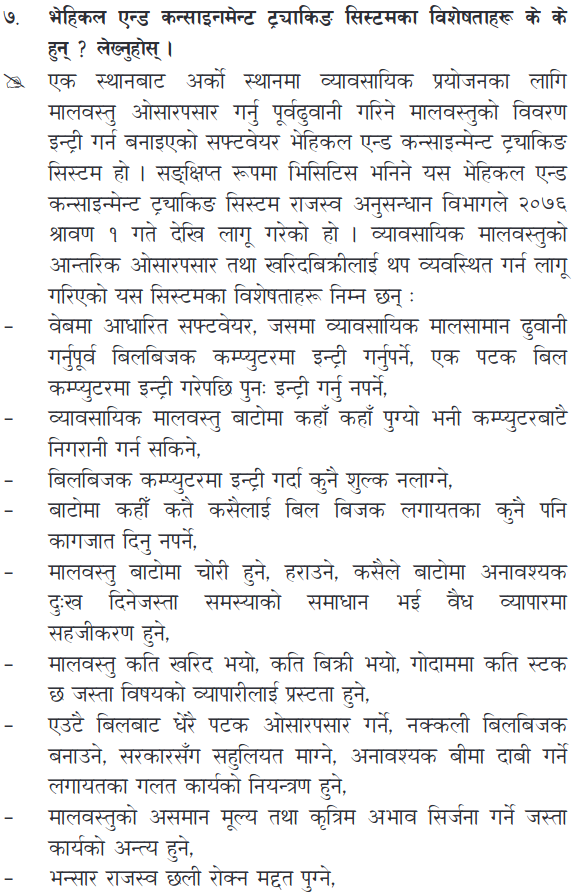 ७. भेहिकल एन्ड कन्साइनमेन्ट ट्र्याकिङ सिस्टमका विशेषताहरू के के
हुन् ? लेख्नुहोस् ।
एक स्थानबाट अर्को स्थानमा व्यावसायिक प्रयोजनका लागि
मालवस्तु ओसारपसार गर्नु पूर्वढुवानी गरिने मालवस्तुको विवरण
इन्ट्री गर्न बनाइएको सफ्टवेयर भेहिकल एन्ड कन्साइन्मेन्ट ट्र्याकिङ
सिस्टम हो । सङ्क्षिप्त रूपमा भिसिटिस भनिने यस भेहिकल एन्ड
कन्साइन्मेन्ट ट्र्याकिङ सिस्टम राजस्व अनुसन्धान विभागले २०७६
श्रावण १ गते देखि लागू गरेको हो । व्यावसायिक मालवस्तुको
आन्तरिक ओसारपसार तथा खरिदबिक्रीलाई थप व्यवस्थित गर्न लागू
गरिएको यस सिस्टमका विशेषताहरू निम्न छन् :
– वेबमा आधारित सफ्टवेयर, जसमा व्यावसायिक मालसामान ढुवानी
गर्नुपूर्व बिलबिजक कम्प्युटरमा इन्ट्री गर्नुपर्ने, एक पटक बिल
कम्प्युटरमा इन्ट्री गरेपछि पुनः इन्ट्री गर्नु नपर्ने,
– व्यावसायिक मालवस्तु बाटोमा कहाँ कहाँ पुग्यो भनी कम्प्युटरबाटै
निगरानी गर्न सकिने,
– बिलबिजक कम्प्युटरमा इन्ट्री गर्दा कुनै शुल्क नलाग्ने,
– बाटोमा कहीँ कतै कसैलाई बिल बिजक लगायतका कुनै पनि
कागजात दिनु नपर्ने,
– मालवस्तु बाटोमा चोरी हुने, हराउने, कसैले बाटोमा अनावश्यक
दुःख दिनेजस्ता समस्याको समाधान भई वैध व्यापारमा
सहजीकरण हुने,
– मालवस्तु कति खरिद भयो, कति बिक्री भयो, गोदाममा कति स्टक
छ जस्ता विषयको व्यापारीलाई प्रस्टता हुने,
– एउटै बिलबाट धेरै पटक ओसारपसार गर्ने, नक्कली बिलबिजक
बनाउने, सरकारसँग सहुलियत माग्ने, अनावश्यक बीमा दाबी गर्ने
लगायतका गलत कार्यको नियन्त्रण हुने,
– मालवस्तुको असमान मूल्य तथा कृत्रिम अभाव सिर्जना गर्ने जस्ता
कार्यको अन्त्य हुने,
– भन्सार राजस्व छली रोक्न मद्दत पुग्ने,